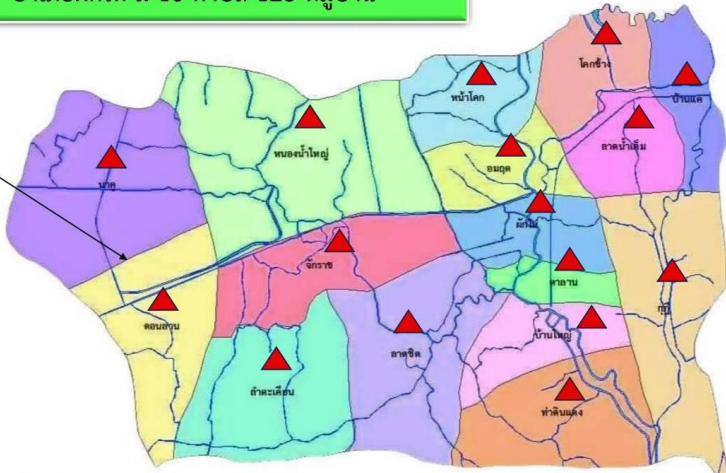 โคกช้าง
หน้าโคก
บ้านแค
ลาดน้ำเค็ม
หนองน้ำใหญ่
อมฤต
นาคู
ผักไห่
จักราช
ตาลาน
กุฎี
ดอนลาน
บ้านใหญ่
ลาดชิด
ลำตะเคียน
ท่าดินแดง